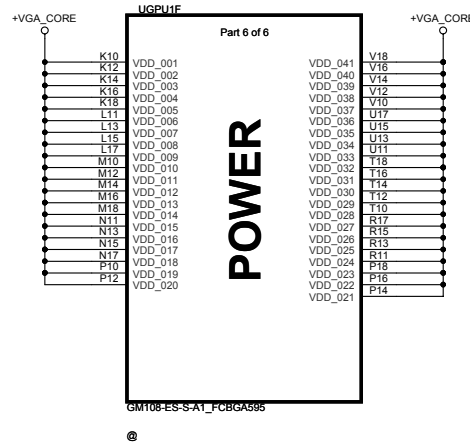 UGPU1F
+VGA_CORE
+VGA_CORE
Part 6 of 6
K10 VDD_001
K12 VDD_002
K14 VDD_003
K16 VDD_004
K18 VDD_005
L11 VDD_006
L13 VDD_007
L15 VDD_008
L17 VDD_009
M10 VDD_010
M12 VDD_011
M14 VDD_012
M16 VDD_013
M18 VDD_014
N11 VDD_015
N13 VDD_016
N15 VDD_017
N17 VDD_018
P10 VDD_019
P12 VDD_020
POWER
VDD_041 V18
VDD_040 V16
VDD_039 V14
VDD_038 V12
VDD_037 V10
VDD_036 U17
VDD_035 U15
VDD_034 U13
VDD_033 U11
VDD_032 T18
VDD_031 T16
VDD_030 T14
VDD_029 T12
VDD_028 T10
VDD_027 R17
VDD_026 R15
VDD_025 R13
VDD_024 R11
VDD_023 P18
VDD_022 P16
VDD_021 P14
GM108-ES-S-A1_FCBGA595
@